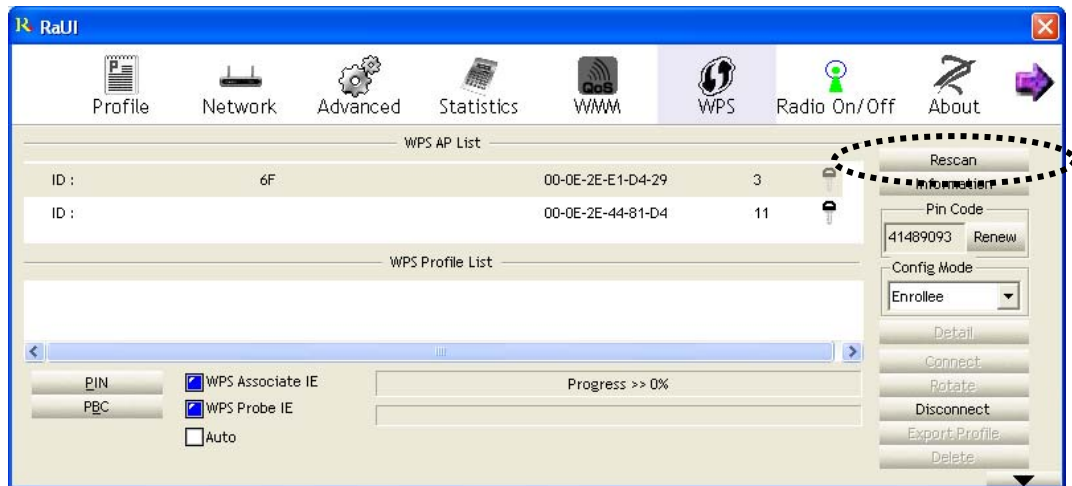 RaUI
Profile Network Advanced Statistics QoS WMM WPS Radio On/Off About
WPS AP List
Rescan
ID : 6F 00-0E-2E-E1-D4-29 3
Information
ID : 00-0E-2E-44-81-D4 11
Pin Code
41489093 Renew
WPS Profile List
Config Mode
Enrollee
Detail
Connect
PIN WPS Associate IE Progress >> 0%
Rotate
PBC WPS Probe IE
Disconnect
Auto
Export Profile
Delete